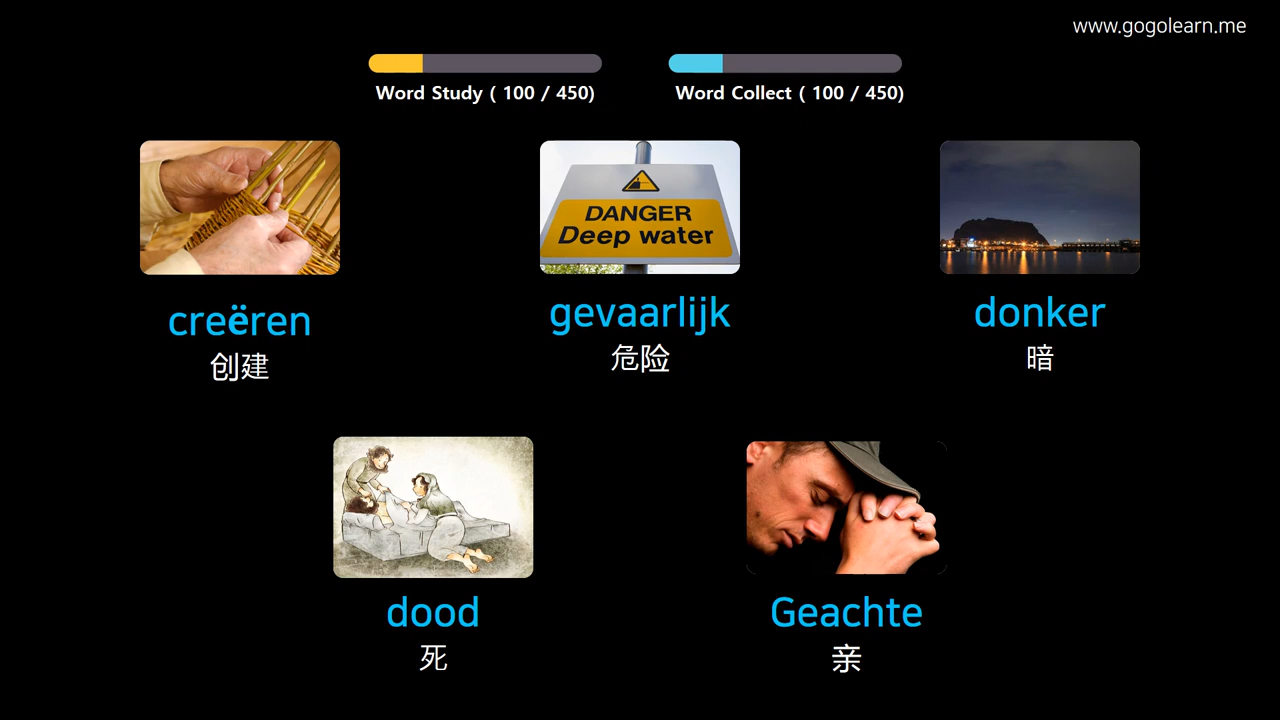 www.gogolearn.me
Word Study ( 100 / 450)
Word Collect ( 100 / 450)
DANGER
Deep water
creëren
创建
gevaarlijk
危险
donker
暗
dood
死
Geachte
亲